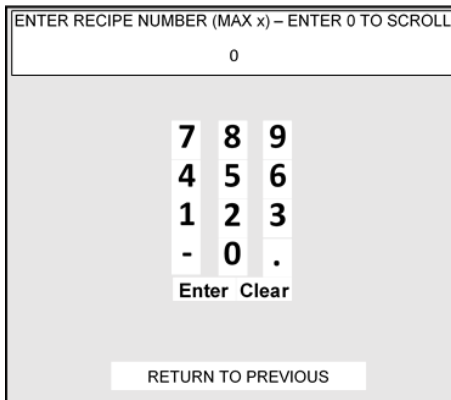 ENTER RECIPE NUMBER (MAX x) – ENTER 0 TO SCROLL
0
7 8 9
4 5 6
1 2 3
- 0 .
Enter Clear
RETURN TO PREVIOUS